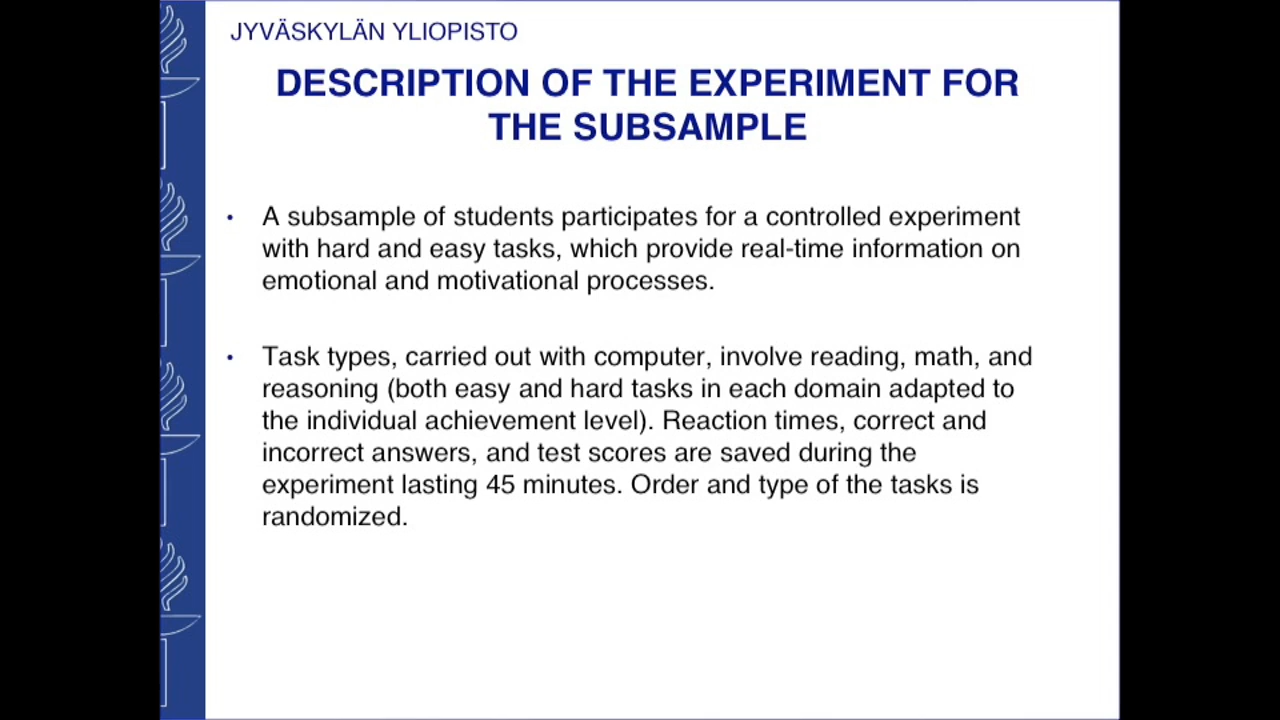 JYVÄSKYLÄN YLIOPISTO
DESCRIPTION OF THE EXPERIMENT FOR
THE SUBSAMPLE
• A subsample of students participates for a controlled experiment
with hard and easy tasks, which provide real-time information on
emotional and motivational processes.
• Task types, carried out with computer, involve reading, math, and
reasoning (both easy and hard tasks in each domain adapted to
the individual achievement level). Reaction times, correct and
incorrect answers, and test scores are saved during the
experiment lasting 45 minutes. Order and type of the tasks is
randomized.